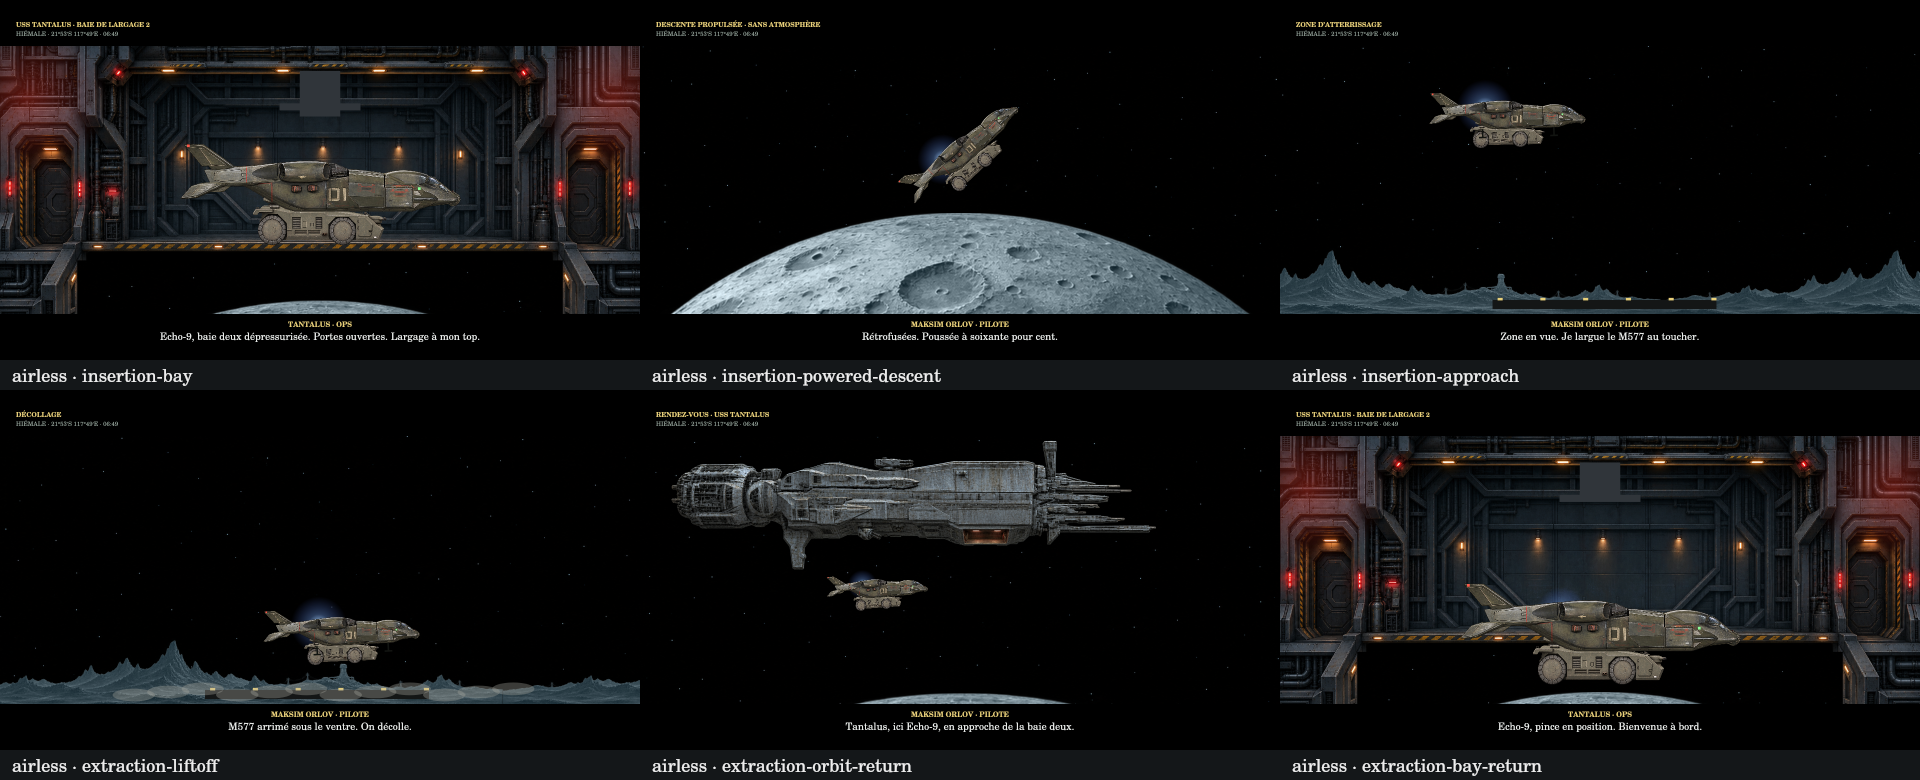 USS TANTALUS · BAIE DE LARGAGE 2
HIÉMALE · 21°53'S 117°49'E · 06:49
01
TANTALUS · OPS
Echo-9, baie deux dépressurisée. Portes ouvertes. Largage à mon top.
airless · insertion-bay
DESCENTE PROPULSÉE · SANS ATMOSPHÈRE
HIÉMALE · 21°53'S 117°49'E · 06:49
01
MAKSIM ORLOV · PILOTE
Rétrofusées. Poussée à soixante pour cent.
airless · insertion-powered-descent
ZONE D'ATTERRISSAGE
HIÉMALE · 21°53'S 117°49'E · 06:49
01
MAKSIM ORLOV · PILOTE
Zone en vue. Je largue le M577 au toucher.
airless · insertion-approach
DÉCOLLAGE
HIÉMALE · 21°53'S 117°49'E · 06:49
01
MAKSIM ORLOV · PILOTE
M577 arrimé sous le ventre. On décolle.
airless · extraction-liftoff
RENDEZ-VOUS · USS TANTALUS
HIÉMALE · 21°53'S 117°49'E · 06:49
01
MAKSIM ORLOV · PILOTE
Tantalus, ici Echo-9, en approche de la baie deux.
airless · extraction-orbit-return
USS TANTALUS · BAIE DE LARGAGE 2
HIÉMALE · 21°53'S 117°49'E · 06:49
01
TANTALUS · OPS
Echo-9, pince en position. Bienvenue à bord.
airless · extraction-bay-return